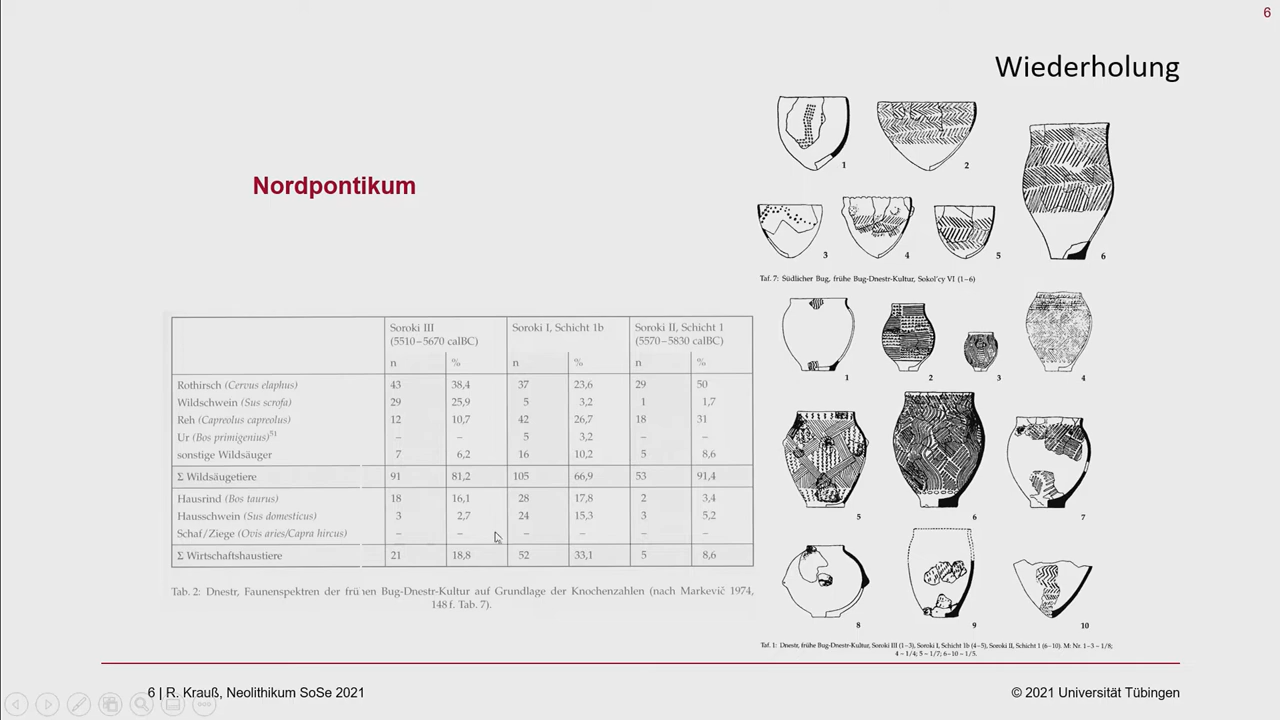 6
Wiederholung
Nordpontikum
Soroki III
(5510–5670 calBC)
Soroki I, Schicht 1b
Soroki II, Schicht 1
(5570–5830 calBC)
n % n % n %
Rothirsch (Cervus elaphus) 43 38,4 37 23,6 29 50
Wildschwein (Sus scrofa) 29 25,9 5 3,2 1 1,7
Reh (Capreolus capreolus) 12 10,7 42 26,7 18 31
Ur (Bos primigenius)51 – – 5 3,2 – –
sonstige Wildsäuger 7 6,2 16 10,2 5 8,6
Σ Wildsäugetiere 91 81,2 105 66,9 53 91,4
Hausrind (Bos taurus) 18 16,1 28 17,8 2 3,4
Hausschwein (Sus domesticus) 3 2,7 24 15,3 3 5,2
Schaf/Ziege (Ovis aries/Capra hircus) – – – – – –
Σ Wirtschaftshaustiere 21 18,8 52 33,1 5 8,6
Tab. 2: Dnestr, Faunenspektren der frühen Bug-Dnestr-Kultur auf Grundlage der Knochenzahlen (nach Markevič 1974,
148 f. Tab. 7).
1
2
3
4
5
6
Taf. 7: Südlicher Bug, frühe Bug-Dnestr-Kultur, Sokol'cy VI (1–6)
1
2
3
4
5
6
7
8
9
10
Taf. 1: Dnestr, frühe Bug-Dnestr-Kultur, Soroki III (1–3), Soroki I, Schicht 1b (4–5), Soroki II, Schicht 1 (6–10). M: Nr. 1–3 = 1/8;
4 = 1/4; 5 = 1/7; 6–10 = 1/5.
6 | R. Krauß, Neolithikum SoSe 2021
© 2021 Universität Tübingen